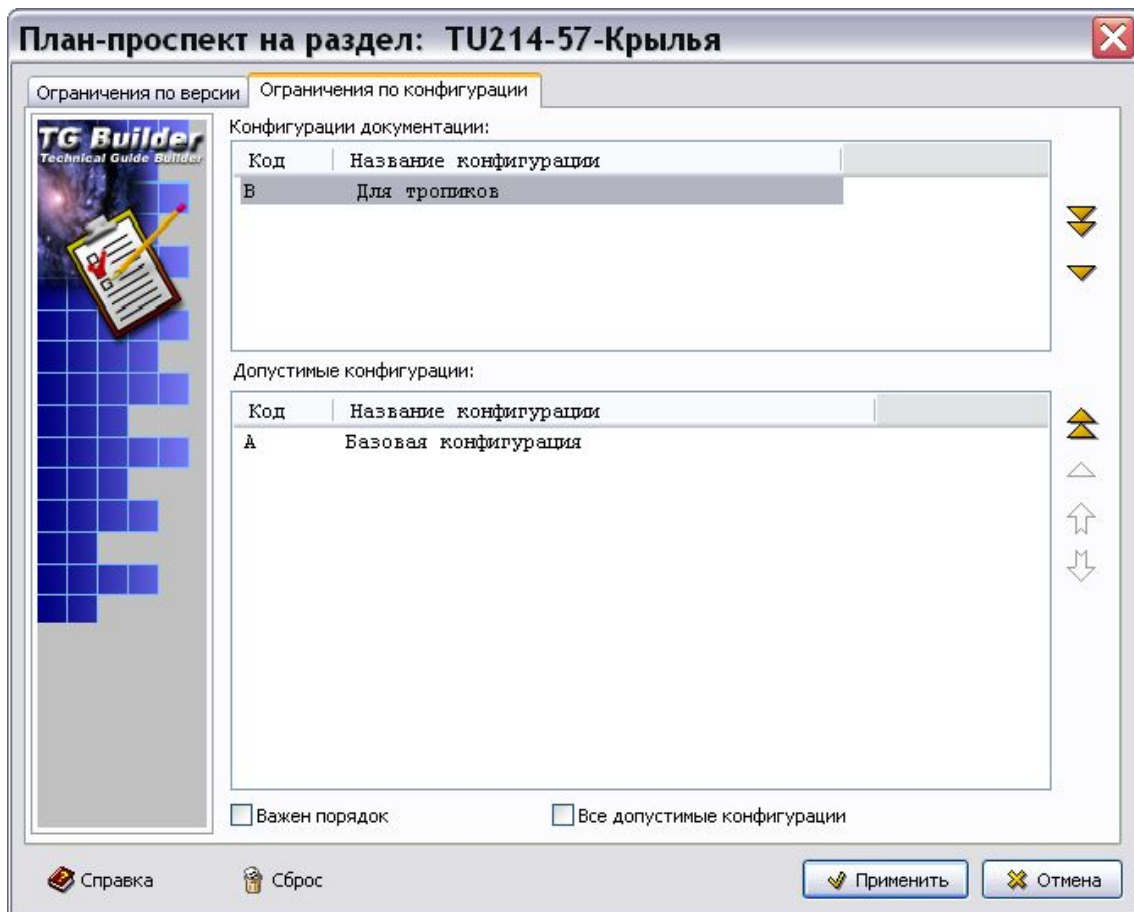 План-проспект на раздел: TU214-57-Крылья
Ограничения по версии Ограничения по конфигурации
TG Builder
Technical Guide Builder
Конфигурации документации:
Код Название конфигурации
B Для тропиков
Допустимые конфигурации:
Код Название конфигурации
A Базовая конфигурация
Важен порядок Все допустимые конфигурации
Справка Сброс Применить Отмена